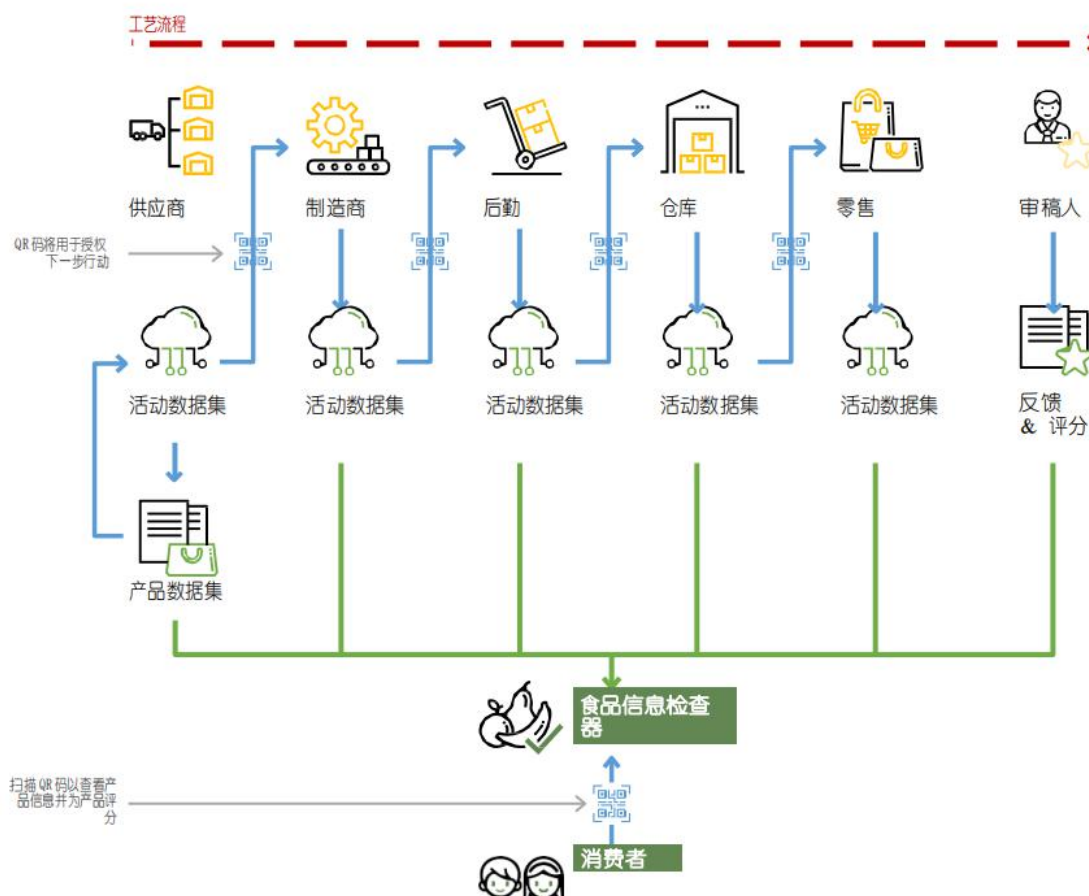 工艺流程
供应商
制造商
后勤
仓库
零售
审稿人
QR 码将用于授权
下一步行动
活动数据集
活动数据集
活动数据集
活动数据集
活动数据集
反馈
& 评分
产品数据集
食品信息检查
器
扫描 QR 码以查看产
品信息并为产品评
分
消费者